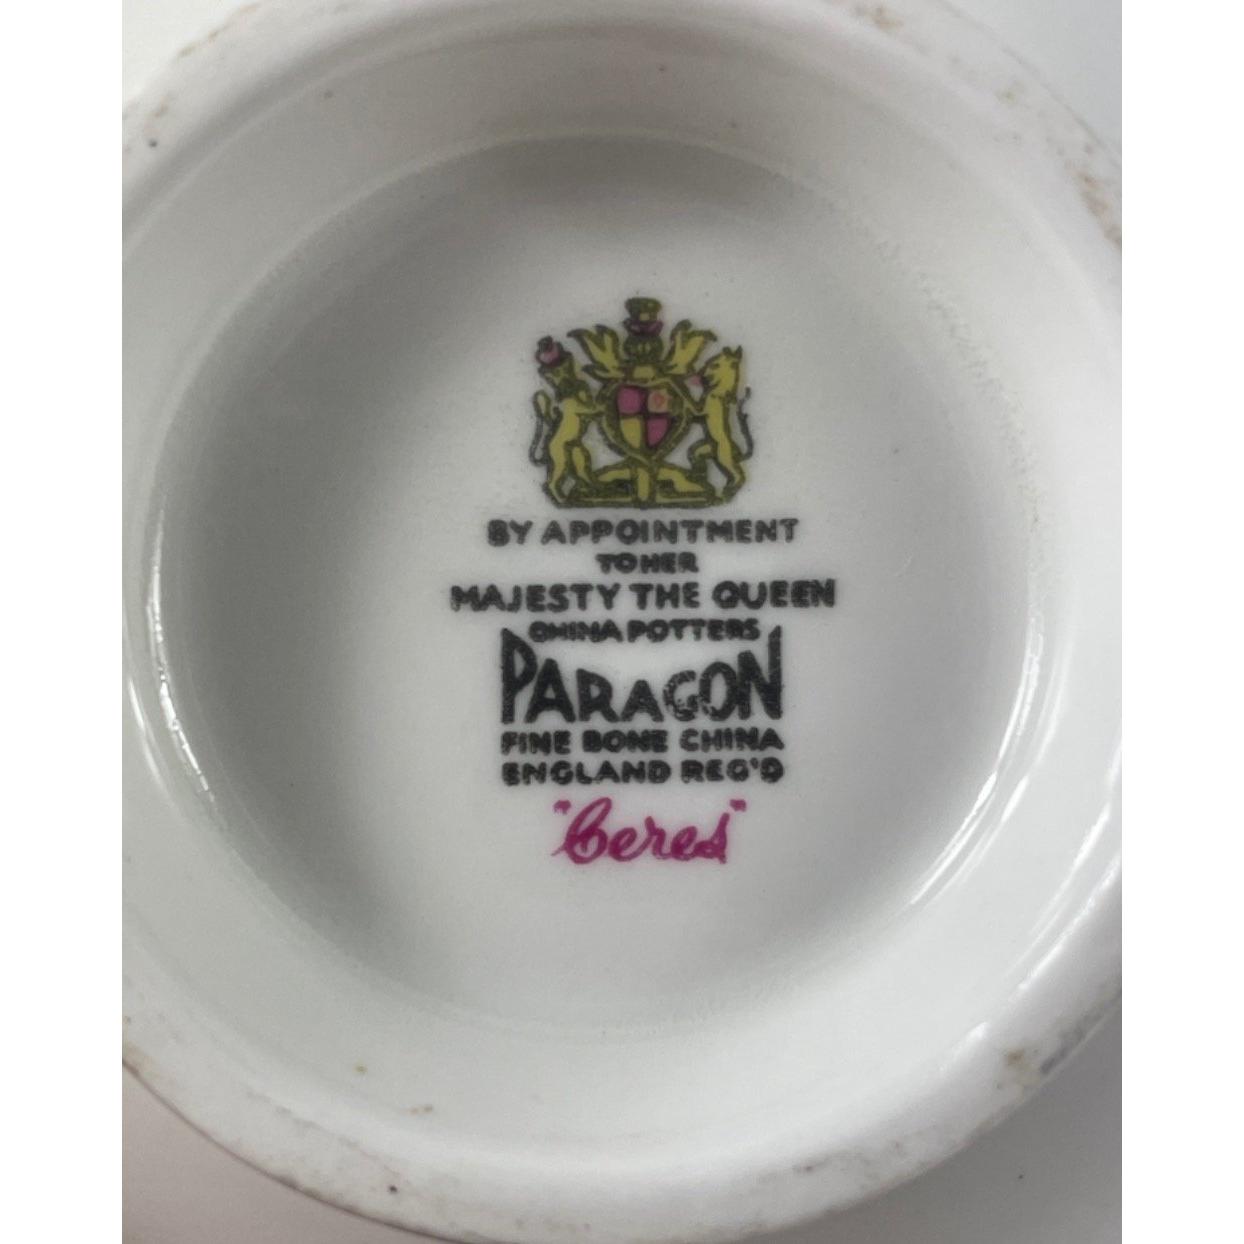 BY APPOINTMENT
TO HER
MAJESTY THE QUEEN
CHINA POTTERS
PARAGON
FINE BONE CHINA
ENGLAND REG'D
"Ceres"